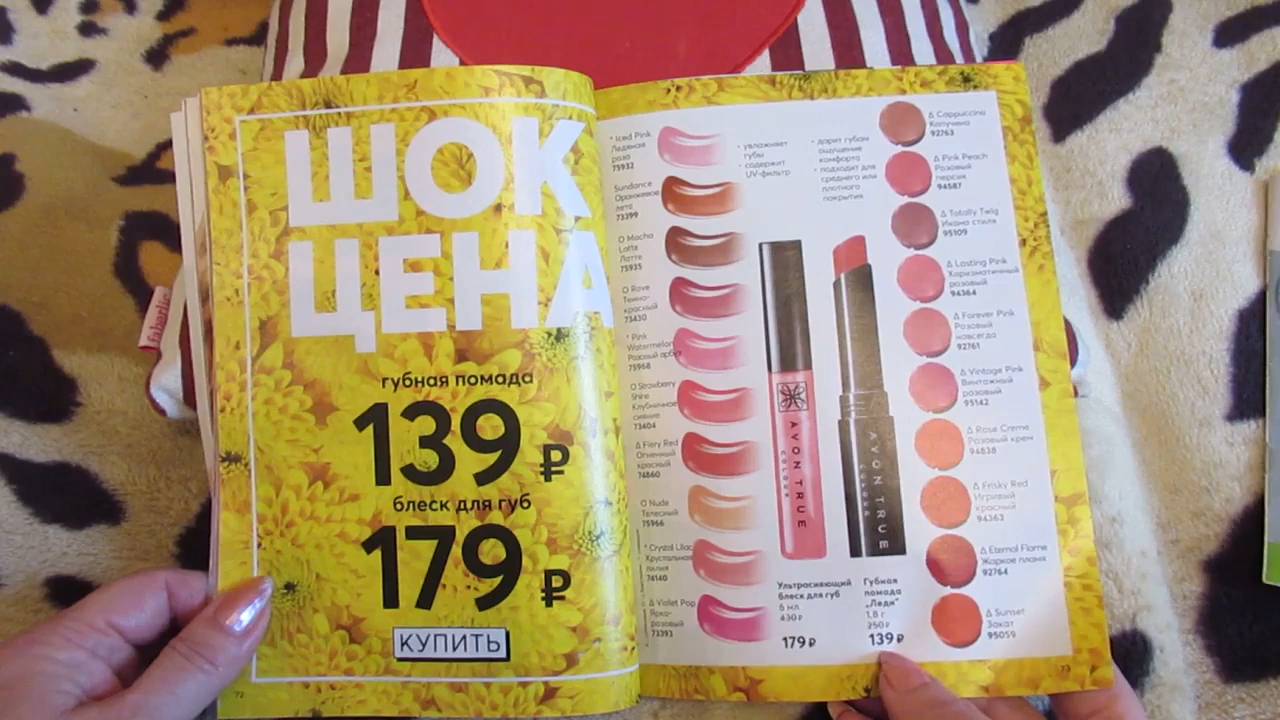 ШОК
ЦЕНА
губная помада
139 ₽
блеск для губ
179 ₽
КУПИТЬ
72
* Iced Pink
Ледяная
роза
75932
Sundance
Оранжевое
лето
73399
O Mocha
Latte
Латте
75935
O Rave
Темно-
красный
73430
* Pink
Watermelon
Розовый арбуз
75968
O Strawberry
Shine
Клубничное
сияние
73404
Δ Fiery Red
Огненный
красный
74860
O Nude
Телесный
75966
* Crystal Lilac
Хрустальная
лилия
74140
Δ Violet Pop
Ярко-
розовый
73393
• увлажняет
губы
• содержит
UV-фильтр
• дарит губам
ощущение
комфорта
• подходит для
среднего или
плотного
покрытия
AVON TRUE
COLOUR
AVON TRUE
COLOUR
Ультрасияющий
блеск для губ
6 мл
430 ₽
179 ₽
Губная
помада
„Леди"
1,8 г
250 ₽
139 ₽
Δ Cappuccino
Капучино
92763
Δ Pink Peach
Розовый
персик
94587
Δ Totally Twig
Икона стиля
95109
Δ Lasting Pink
Харизматичный
розовый
94364
Δ Forever Pink
Розовый
навсегда
92761
Δ Vintage Pink
Винтажный
розовый
95142
Δ Rose Creme
Розовый крем
94838
Δ Frisky Red
Игривый
красный
94363
Δ Eternal Flame
Жаркое пламя
92764
Δ Sunset
Закат
95059
73
faberlic